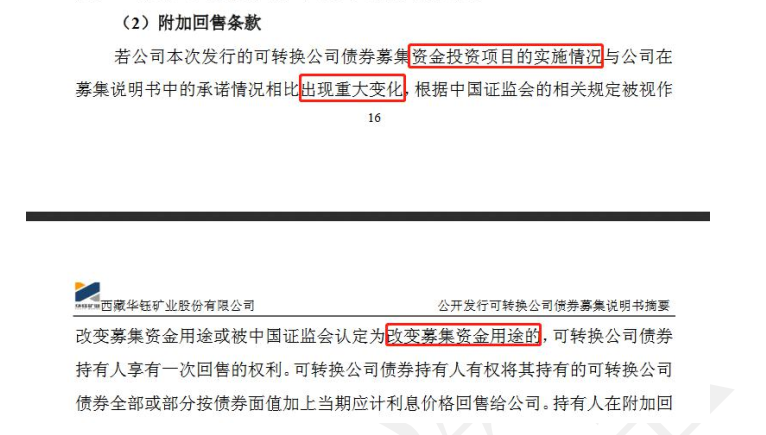 （2）附加回售条款
若公司本次发行的可转换公司债券募集资金投资项目的实施情况与公司在
募集说明书中的承诺情况相比出现重大变化，根据中国证监会的相关规定被视作
16
西藏华钰矿业股份有限公司 公开发行可转换公司债券募集说明书摘要
改变募集资金用途或被中国证监会认定为改变募集资金用途的，可转换公司债券
持有人享有一次回售的权利。可转换公司债券持有人有权将其持有的可转换公司
债券全部或部分按债券面值加上当期应计利息价格回售给公司。持有人在附加回